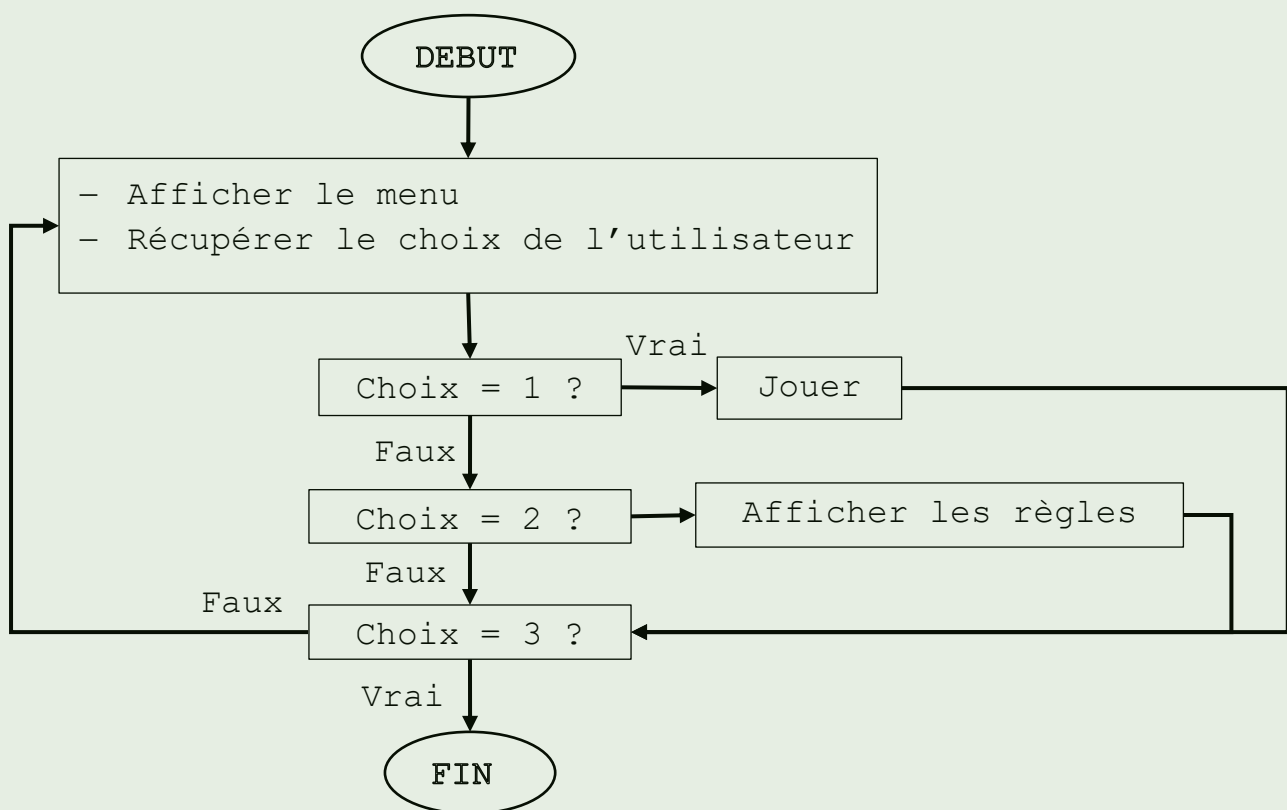 DEBUT
– Afficher le menu
– Récupérer le choix de l’utilisateur
Choix = 1 ?
Vrai
Jouer
Faux
Choix = 2 ?
Afficher les règles
Faux
Faux
Choix = 3 ?
Vrai
FIN